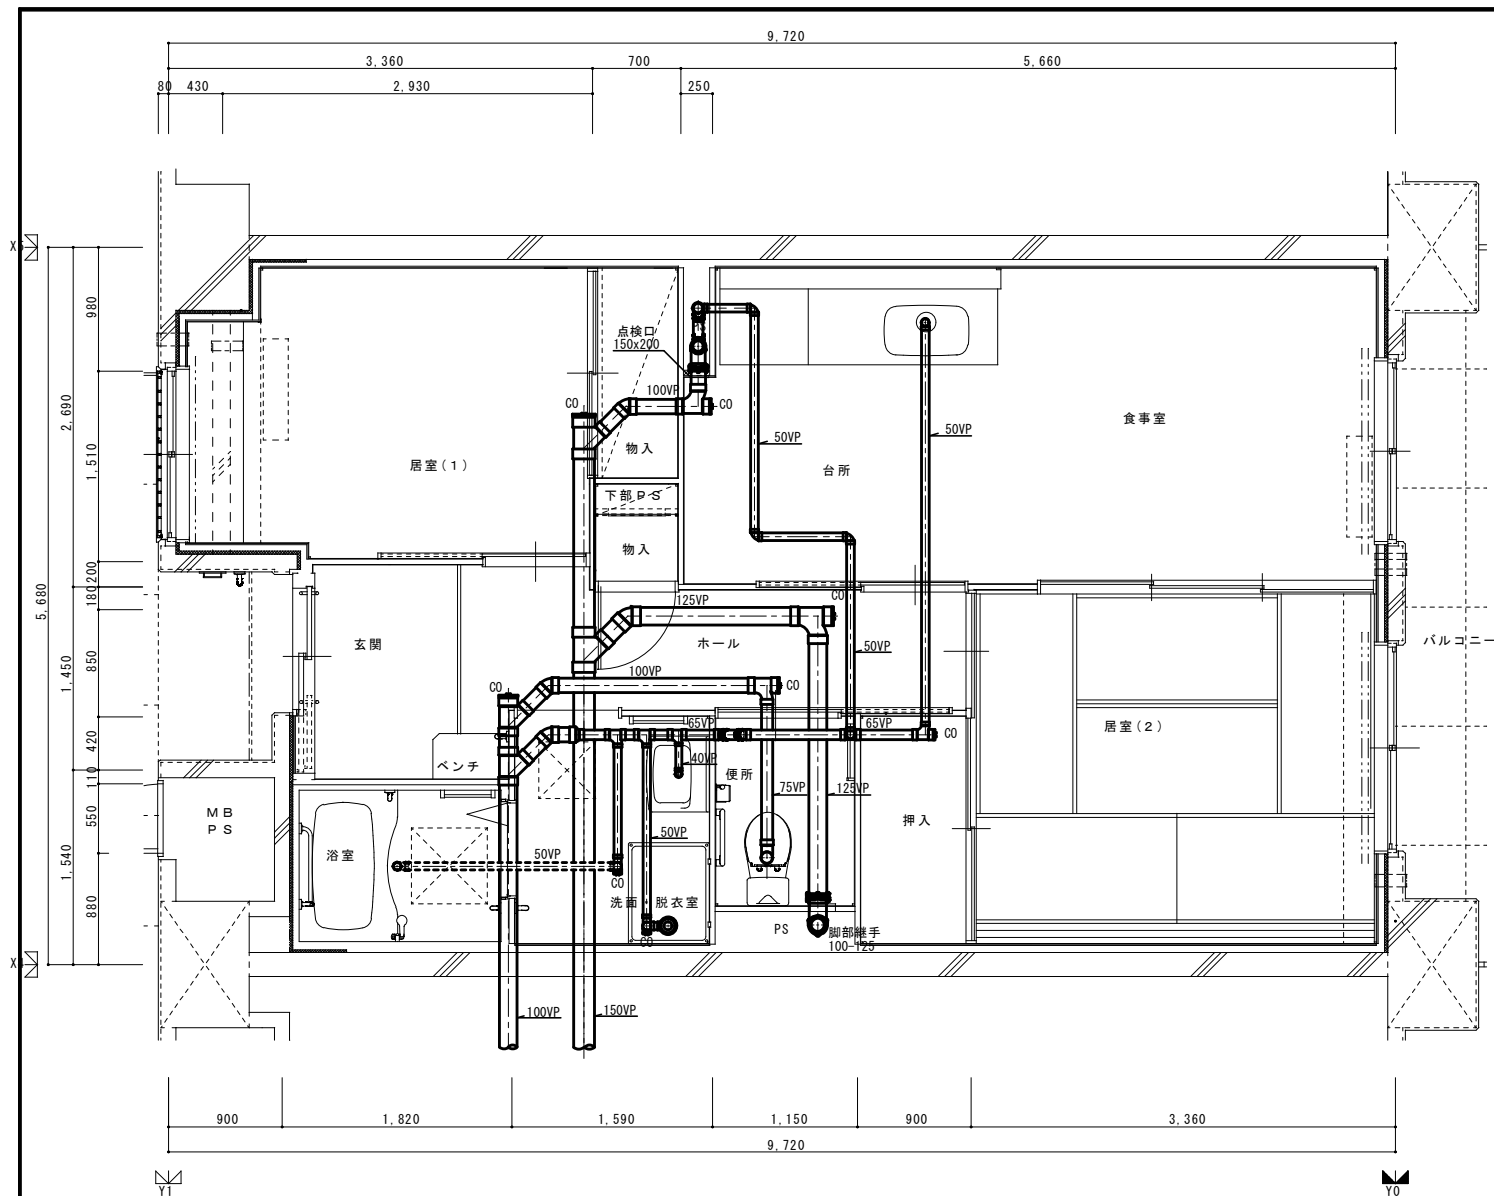 9,720
3,360
700
5,660
80
430
2,930
250
X5
980
点検口
150x200
100VP
CO
CO
2,690
食事室
50VP
50VP
物入
居室(1)
台所
1,510
下部PS
物入
200
180
5,680
125VP
CO
玄関
ホール
バルコニー
850
50VP
1,450
100VP
CO
CO
65VP
65VP
居室(2)
420
CO
ベンチ
40VP
便所
110
75VP
125VP
MB
PS
550
押入
50VP
浴室
50VP
1,540
CO
880
洗面・脱衣室
PS
脚部継手
100-125
CO
X4
100VP
150VP
900
1,820
1,590
1,150
900
3,360
9,720
Y1
Y0